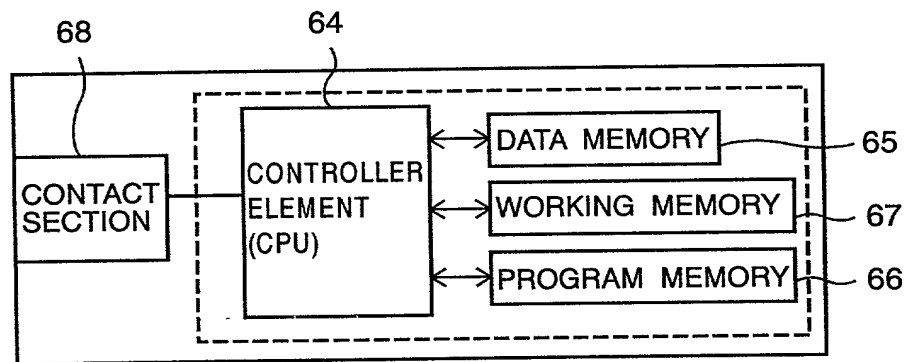 68
64
CONTACT
SECTION
CONTROLLER
ELEMENT
(CPU)
DATA MEMORY
65
WORKING MEMORY
67
PROGRAM MEMORY
66